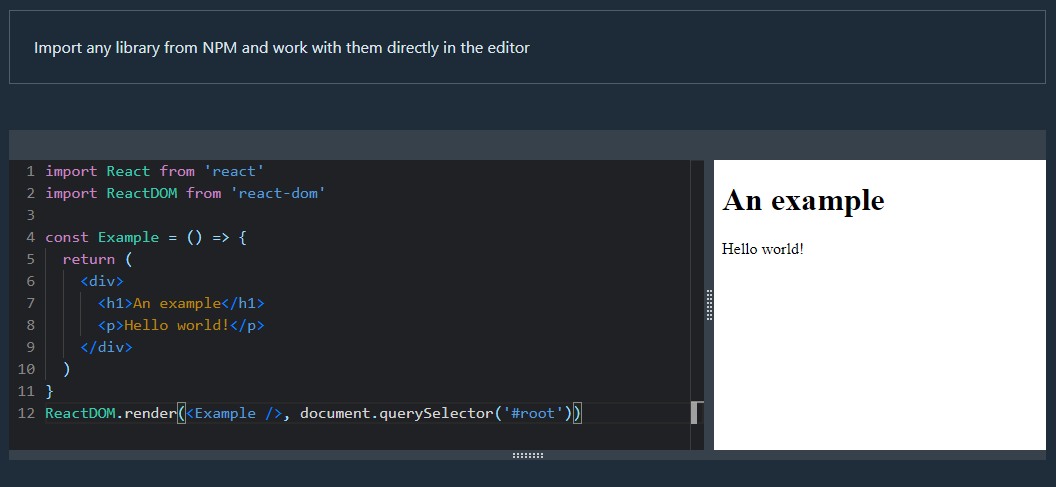 Import any library from NPM and work with them directly in the editor
1 import React from 'react'
2 import ReactDOM from 'react-dom'
3
4 const Example = () => {
5   return (
6     <div>
7       <h1>An example</h1>
8       <p>Hello world!</p>
9     </div>
10   )
11 }
12 ReactDOM.render(<Example />, document.querySelector('#root'))
An example
Hello world!